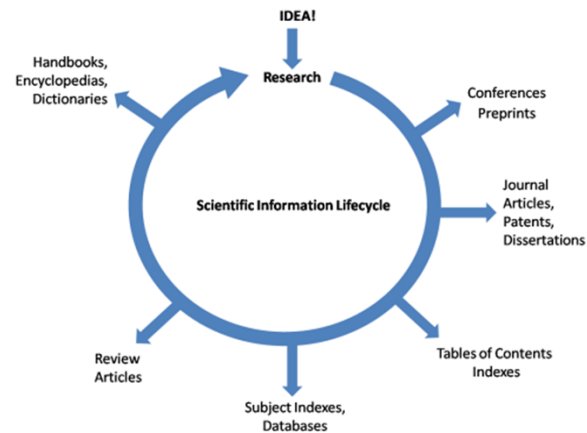 IDEA!
Research
Conferences
Preprints
Journal
Articles,
Patents,
Dissertations
Tables of Contents
Indexes
Subject Indexes,
Databases
Review
Articles
Handbooks,
Encyclopedias,
Dictionaries
Scientific Information Lifecycle